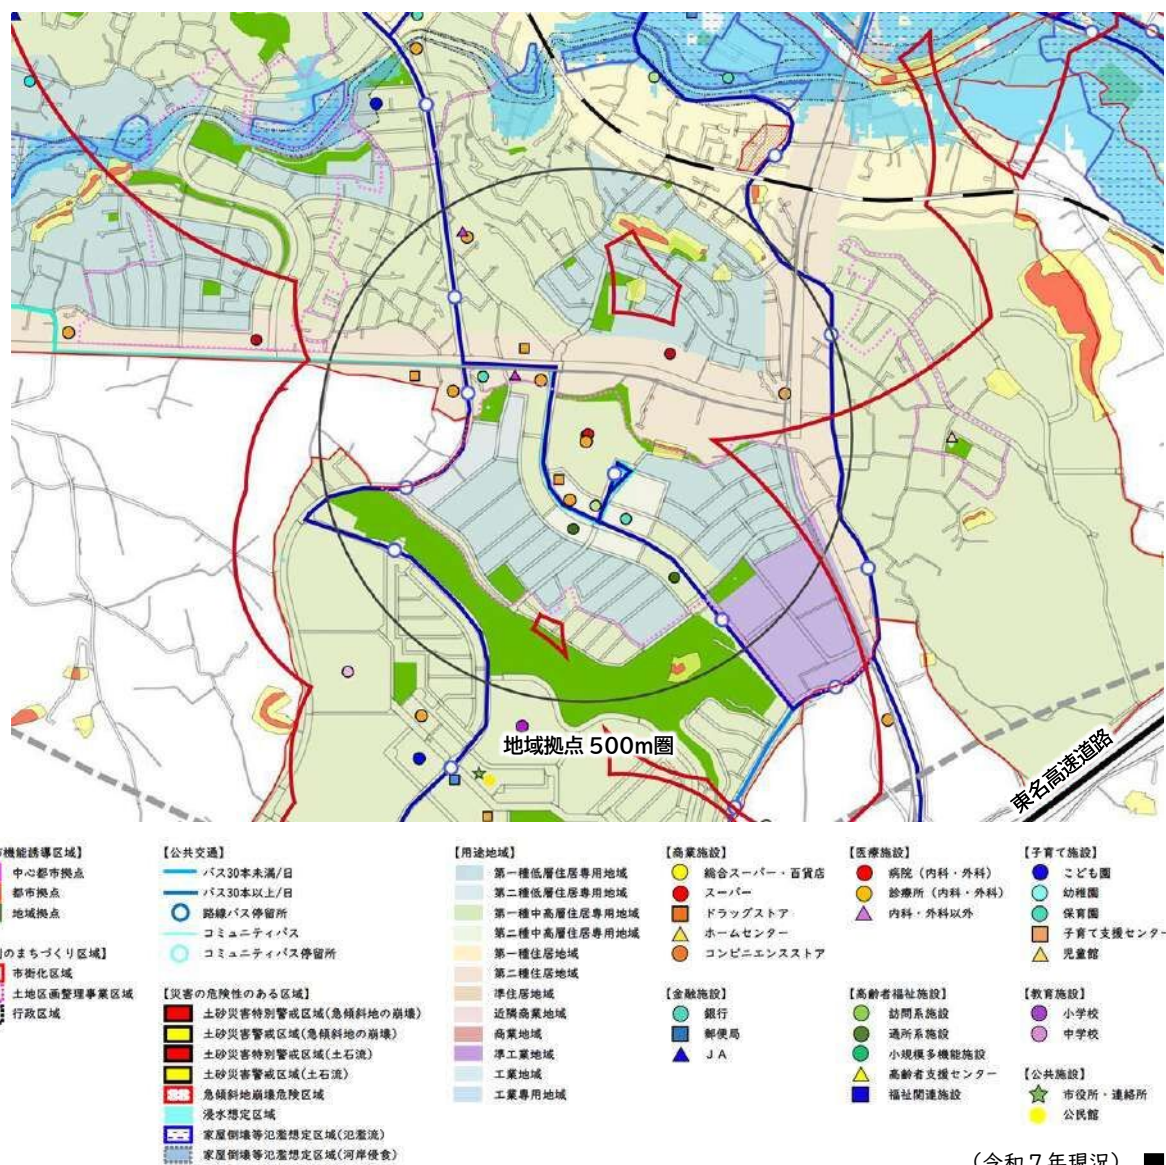 地域拠点 500m圏
東名高速道路
機能誘導区域】
中心都市拠点
都市拠点
地域拠点
のまちづくり区域】
市街化区域
土地区画整理事業区域
行政区域
【公共交通】
バス30本未満/日
バス30本以上/日
路線バス停留所
コミュニティバス
コミュニティバス停留所
【災害の危険性のある区域】
土砂災害特別警戒区域(急傾斜地の崩壊)
土砂災害警戒区域(急傾斜地の崩壊)
土砂災害特別警戒区域(土石流)
土砂災害警戒区域(土石流)
急傾斜地崩壊危険区域
浸水想定区域
家屋倒壊等氾濫想定区域(氾濫流)
家屋倒壊等氾濫想定区域(河岸侵食)
【用途地域】
第一種低層住居専用地域
第二種低層住居専用地域
第一種中高層住居専用地域
第二種中高層住居専用地域
第一種住居地域
第二種住居地域
準住居地域
近隣商業地域
商業地域
準工業地域
工業地域
工業専用地域
【商業施設】
総合スーパー・百貨店
スーパー
ドラッグストア
ホームセンター
コンビニエンスストア
【金融施設】
銀行
郵便局
JA
【医療施設】
病院（内科・外科）
診療所（内科・外科）
内科・外科以外
【高齢者福祉施設】
訪問系施設
通所系施設
小規模多機能施設
高齢者支援センター
福祉関連施設
【子育て施設】
こども園
幼稚園
保育園
子育て支援センター
児童館
【教育施設】
小学校
中学校
【公共施設】
市役所・連絡所
公民館
（令和７年現況）